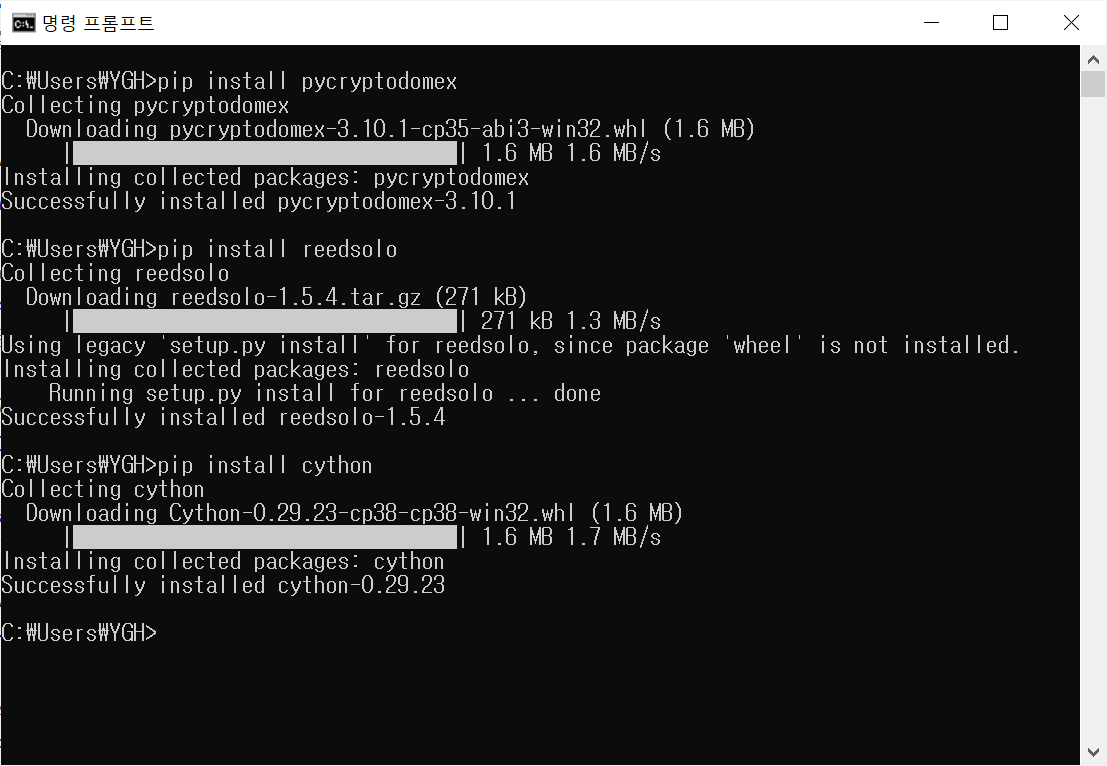 명령 프롬프트
C:₩Users₩YGH>pip install pycryptodomex
Collecting pycryptodomex
  Downloading pycryptodomex-3.10.1-cp35-abi3-win32.whl (1.6 MB)
     |████████████████████████████████| 1.6 MB 1.6 MB/s
Installing collected packages: pycryptodomex
Successfully installed pycryptodomex-3.10.1
C:₩Users₩YGH>pip install reedsolo
Collecting reedsolo
  Downloading reedsolo-1.5.4.tar.gz (271 kB)
     |████████████████████████████████| 271 kB 1.3 MB/s
Using legacy 'setup.py install' for reedsolo, since package 'wheel' is not installed.
Installing collected packages: reedsolo
    Running setup.py install for reedsolo ... done
Successfully installed reedsolo-1.5.4
C:₩Users₩YGH>pip install cython
Collecting cython
  Downloading Cython-0.29.23-cp38-cp38-win32.whl (1.6 MB)
     |████████████████████████████████| 1.6 MB 1.7 MB/s
Installing collected packages: cython
Successfully installed cython-0.29.23
C:₩Users₩YGH>